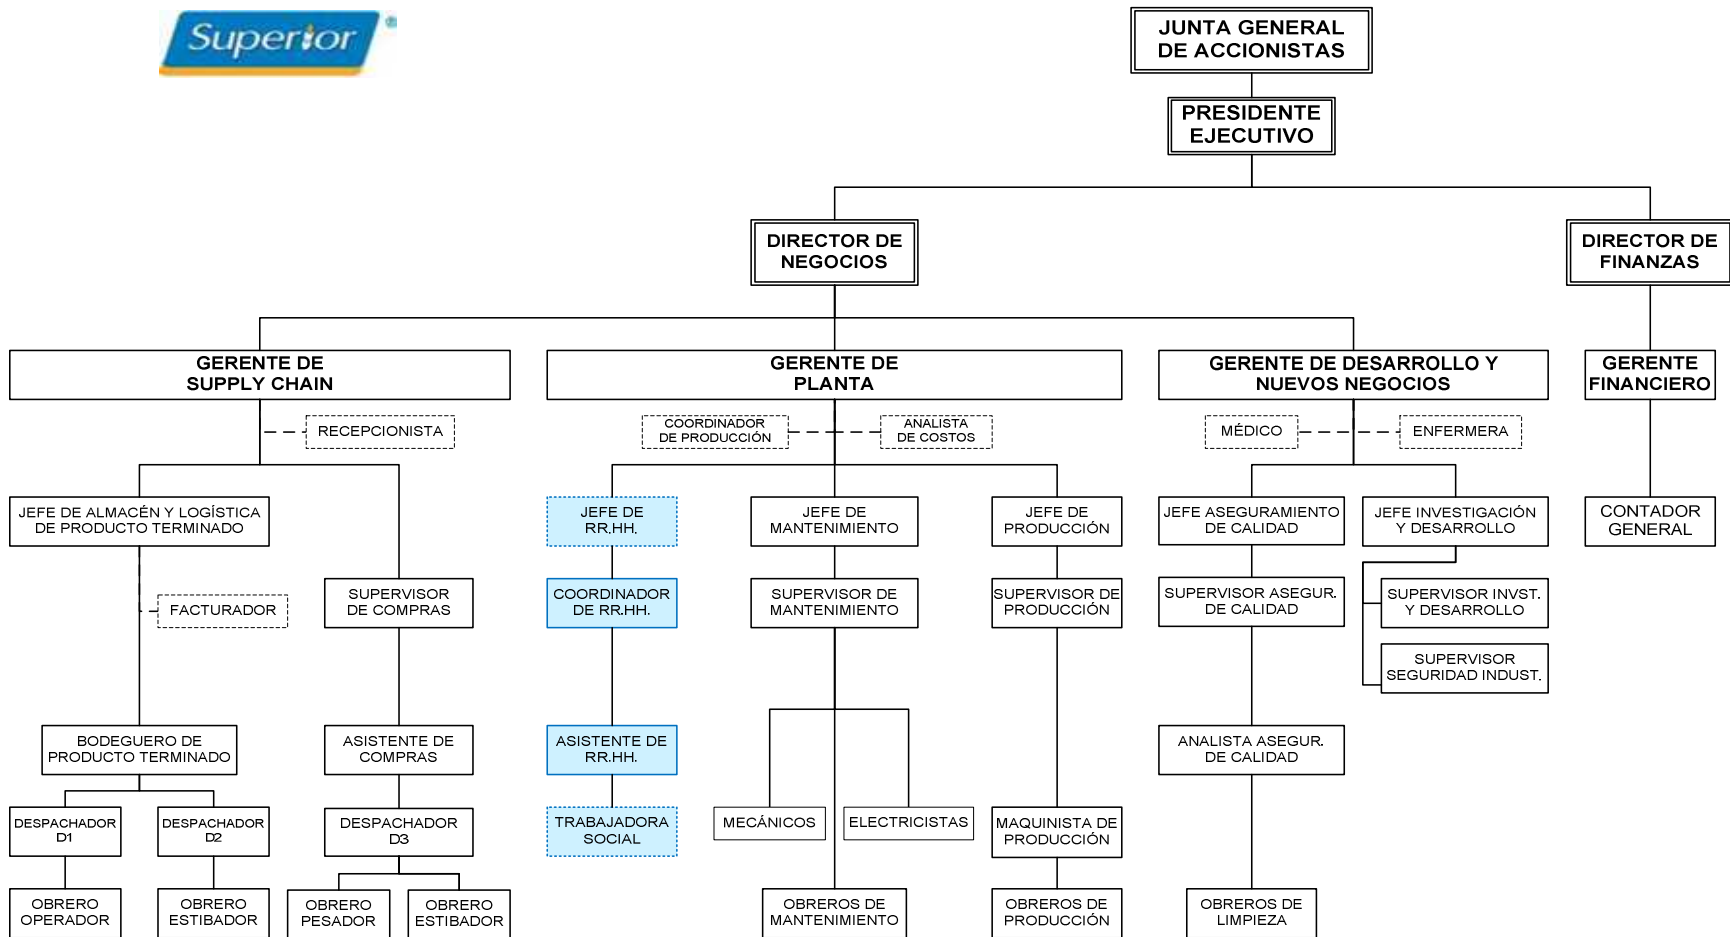 Superior
®
JUNTA GENERAL
DE ACCIONISTAS
PRESIDENTE
EJECUTIVO
DIRECTOR DE
NEGOCIOS
DIRECTOR DE
FINANZAS
GERENTE DE
SUPPLY CHAIN
GERENTE DE
PLANTA
GERENTE DE DESARROLLO Y
NUEVOS NEGOCIOS
GERENTE
FINANCIERO
RECEPCIONISTA
COORDINADOR
DE PRODUCCIÓN
ANALISTA
DE COSTOS
MÉDICO
ENFERMERA
JEFE DE ALMACÉN Y LOGÍSTICA
DE PRODUCTO TERMINADO
JEFE DE
RR.HH.
JEFE DE
MANTENIMIENTO
JEFE DE
PRODUCCIÓN
JEFE ASEGURAMIENTO
DE CALIDAD
JEFE INVESTIGACIÓN
Y DESARROLLO
CONTADOR
GENERAL
FACTURADOR
SUPERVISOR
DE COMPRAS
COORDINADOR
DE RR.HH.
SUPERVISOR DE
MANTENIMIENTO
SUPERVISOR DE
PRODUCCIÓN
SUPERVISOR ASEGUR.
DE CALIDAD
SUPERVISOR INVST.
Y DESARROLLO
SUPERVISOR
SEGURIDAD INDUST.
BODEGUERO DE
PRODUCTO TERMINADO
ASISTENTE DE
COMPRAS
ASISTENTE DE
RR.HH.
ANALISTA ASEGUR.
DE CALIDAD
DESPACHADOR
D1
DESPACHADOR
D2
DESPACHADOR
D3
TRABAJADORA
SOCIAL
MECÁNICOS
ELECTRICISTAS
MAQUINISTA DE
PRODUCCIÓN
OBRERO
OPERADOR
OBRERO
ESTIBADOR
OBRERO
PESADOR
OBRERO
ESTIBADOR
OBREROS DE
MANTENIMIENTO
OBREROS DE
PRODUCCIÓN
OBREROS DE
LIMPIEZA